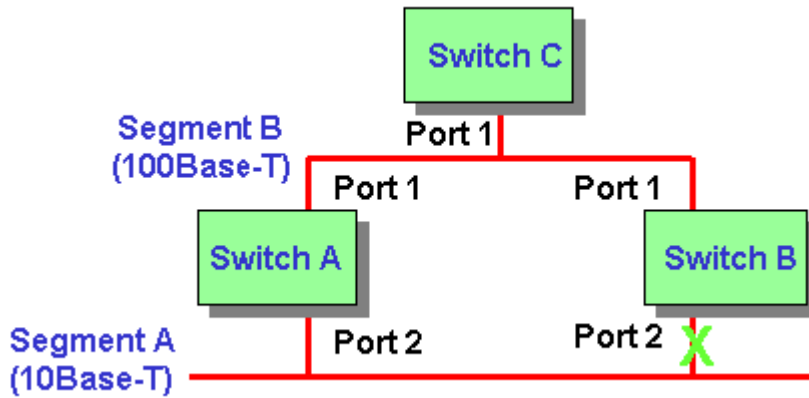 Switch C
Segment B
(100Base-T)
Port 1
Port 1
Port 1
Switch A
Switch B
Segment A
(10Base-T)
Port 2
Port 2
X